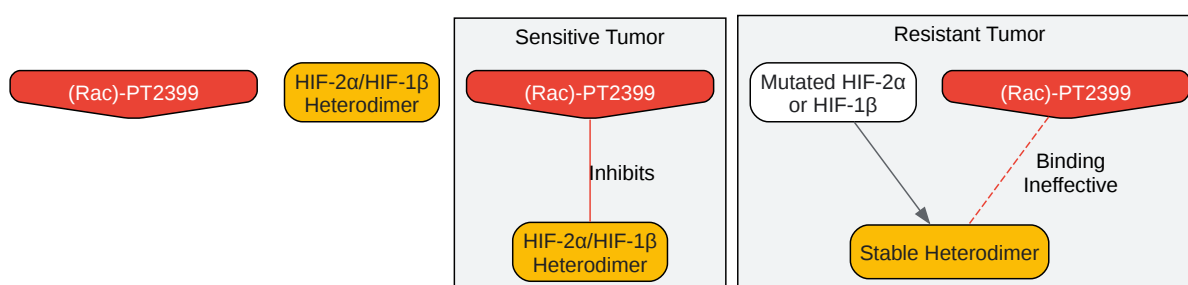 (Rac)-PT2399
HIF-2α/HIF-1β
Heterodimer
Sensitive Tumor
(Rac)-PT2399
Inhibits
HIF-2α/HIF-1β
Heterodimer
Resistant Tumor
Mutated HIF-2α
or HIF-1β
(Rac)-PT2399
Binding
Ineffective
Stable Heterodimer